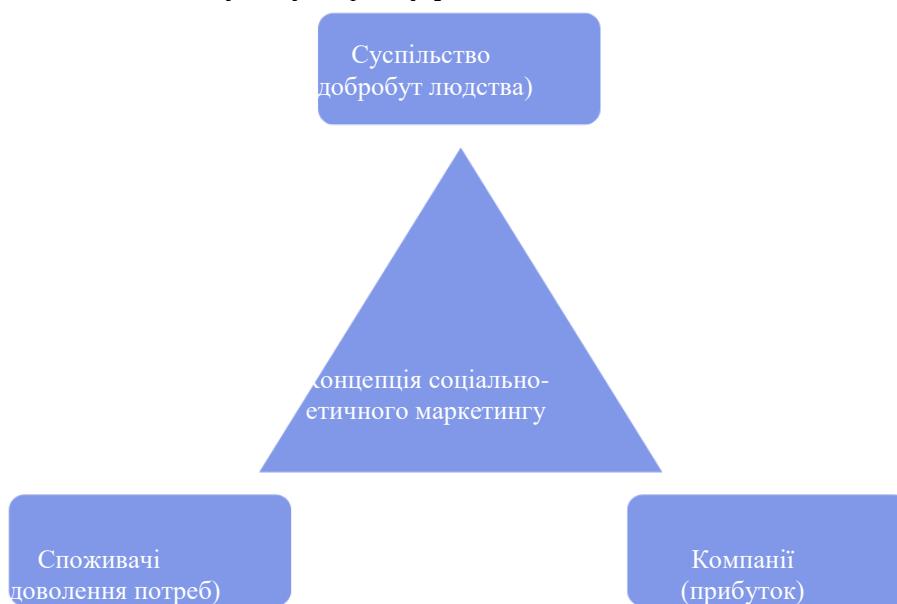 Суспільство
добробут людства)
Концепція соціально-
етичного маркетингу
Споживачі
доволення потреб)
Компанії
(прибуток)